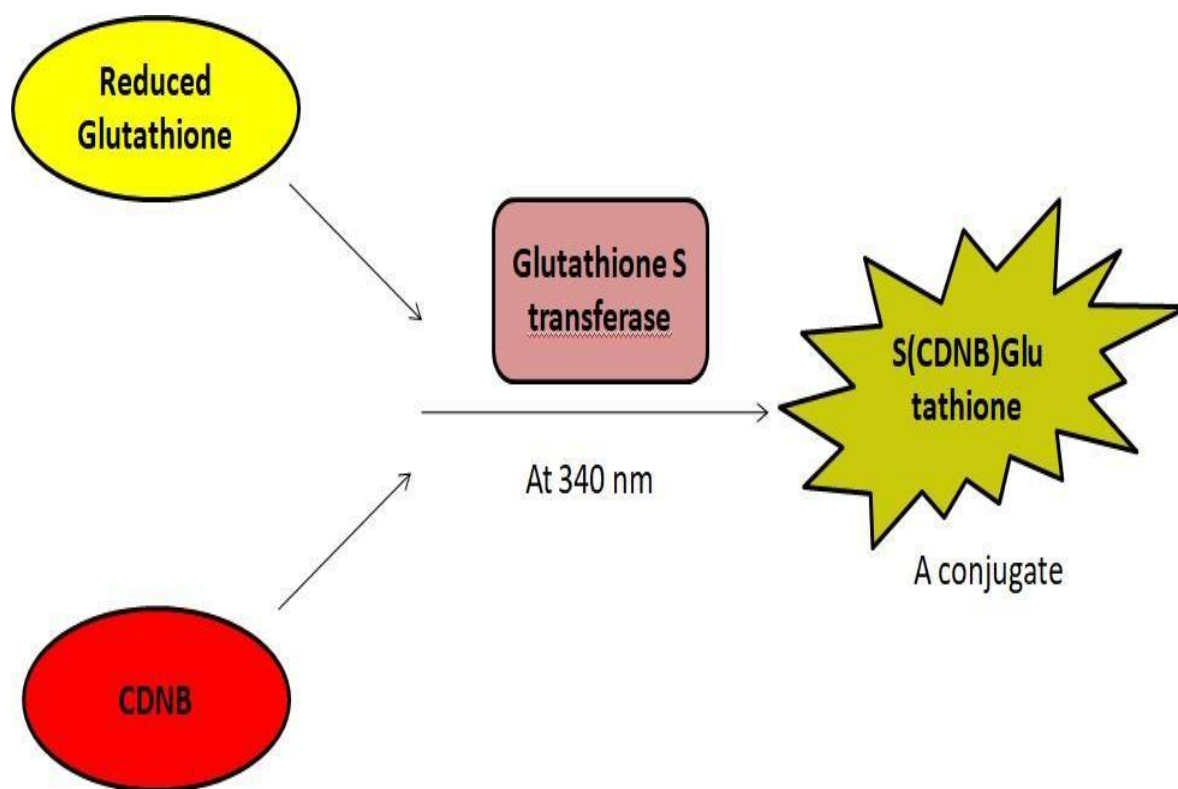 Reduced
Glutathione
Glutathione S
transferase
S(CDNB)Glu
tathione
At 340 nm
A conjugate
CDNB